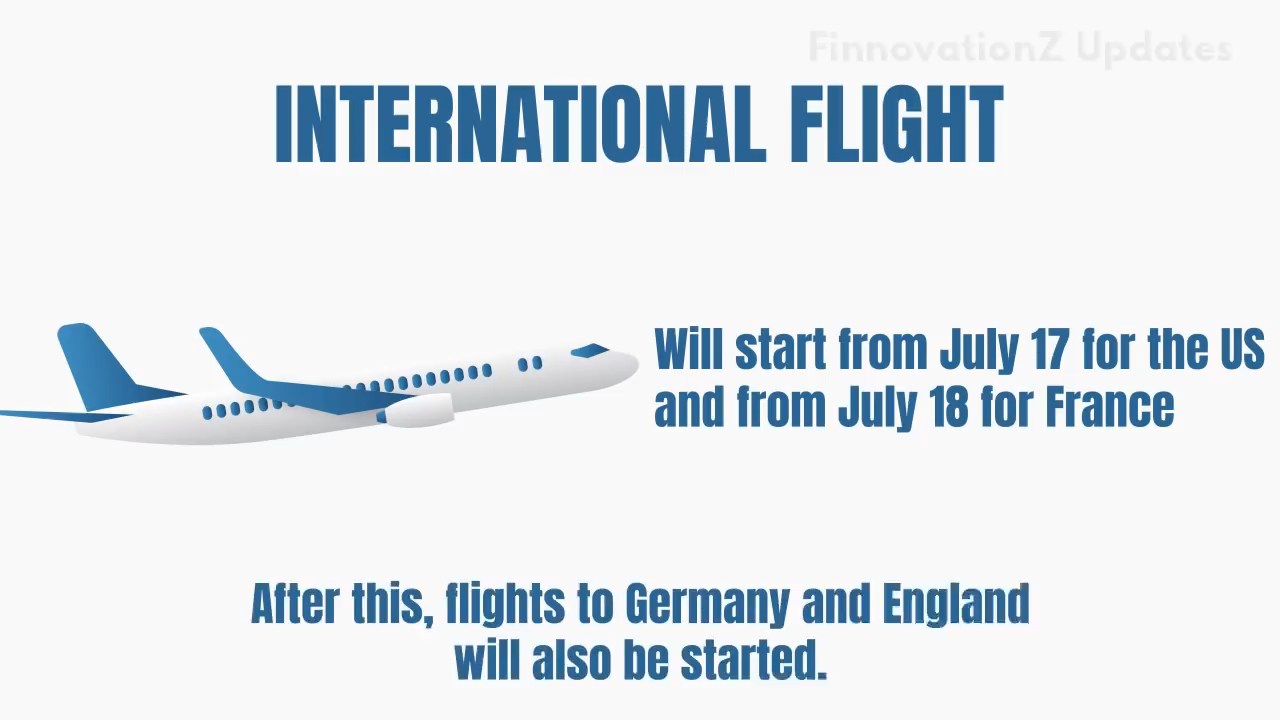 FinnovationZ Updates
INTERNATIONAL FLIGHT
Will start from July 17 for the US
and from July 18 for France
After this, flights to Germany and England
will also be started.